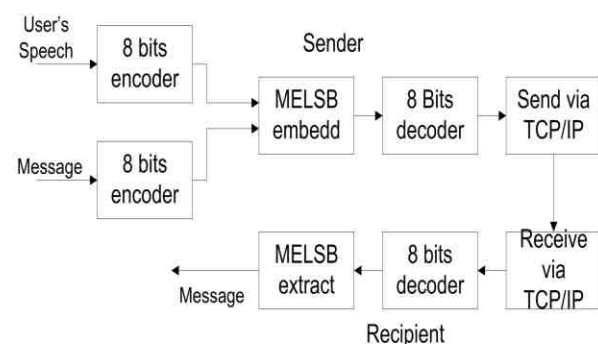 User's
Speech
8 bits
encoder
Sender
MELSB
embedd
8 Bits
decoder
Send via
TCP/IP
Message
8 bits
encoder
MELSB
extract
8 bits
decoder
Receive
via
TCP/IP
Message
Recipient